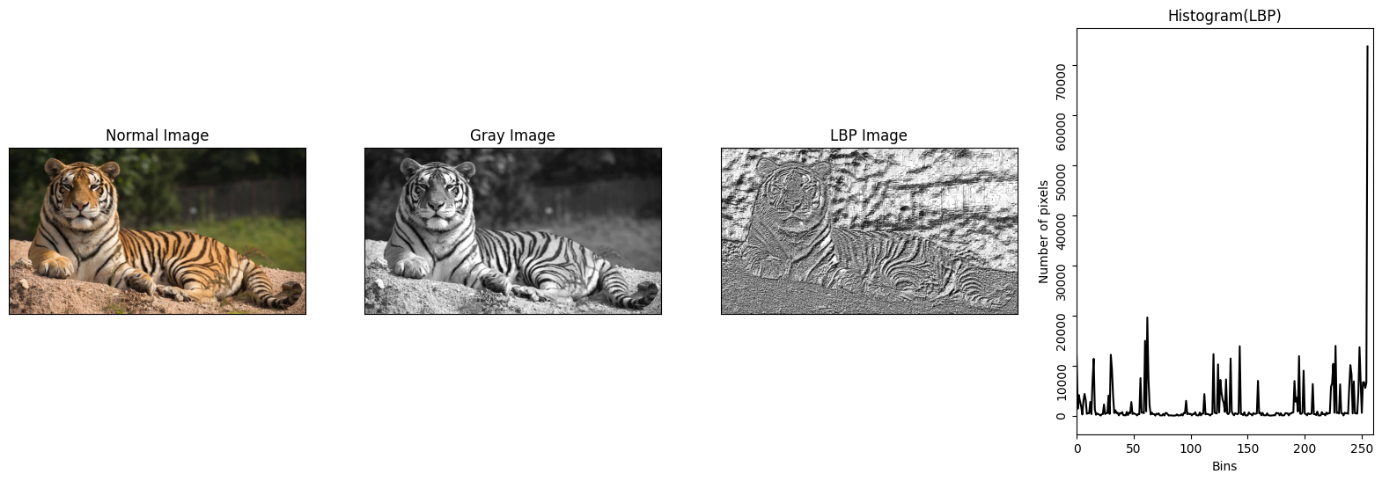 Normal Image
Gray Image
LBP Image
Histogram(LBP)
Number of pixels
70000
60000
50000
40000
30000
20000
10000
0
0 50 100 150 200 250
Bins